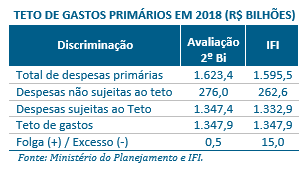 TETO DE GASTOS PRIMÁRIOS EM 2018 (R$ BILHÕES)
Discriminação Avaliação 2º Bi IFI
Total de despesas primárias 1.623,4 1.595,5
Despesas não sujeitas ao teto 276,0 262,6
Despesas sujeitas ao Teto 1.347,4 1.332,9
Teto de gastos 1.347,9 1.347,9
Folga (+) / Excesso (-) 0,5 15,0
Fonte: Ministério do Planejamento e IFI.